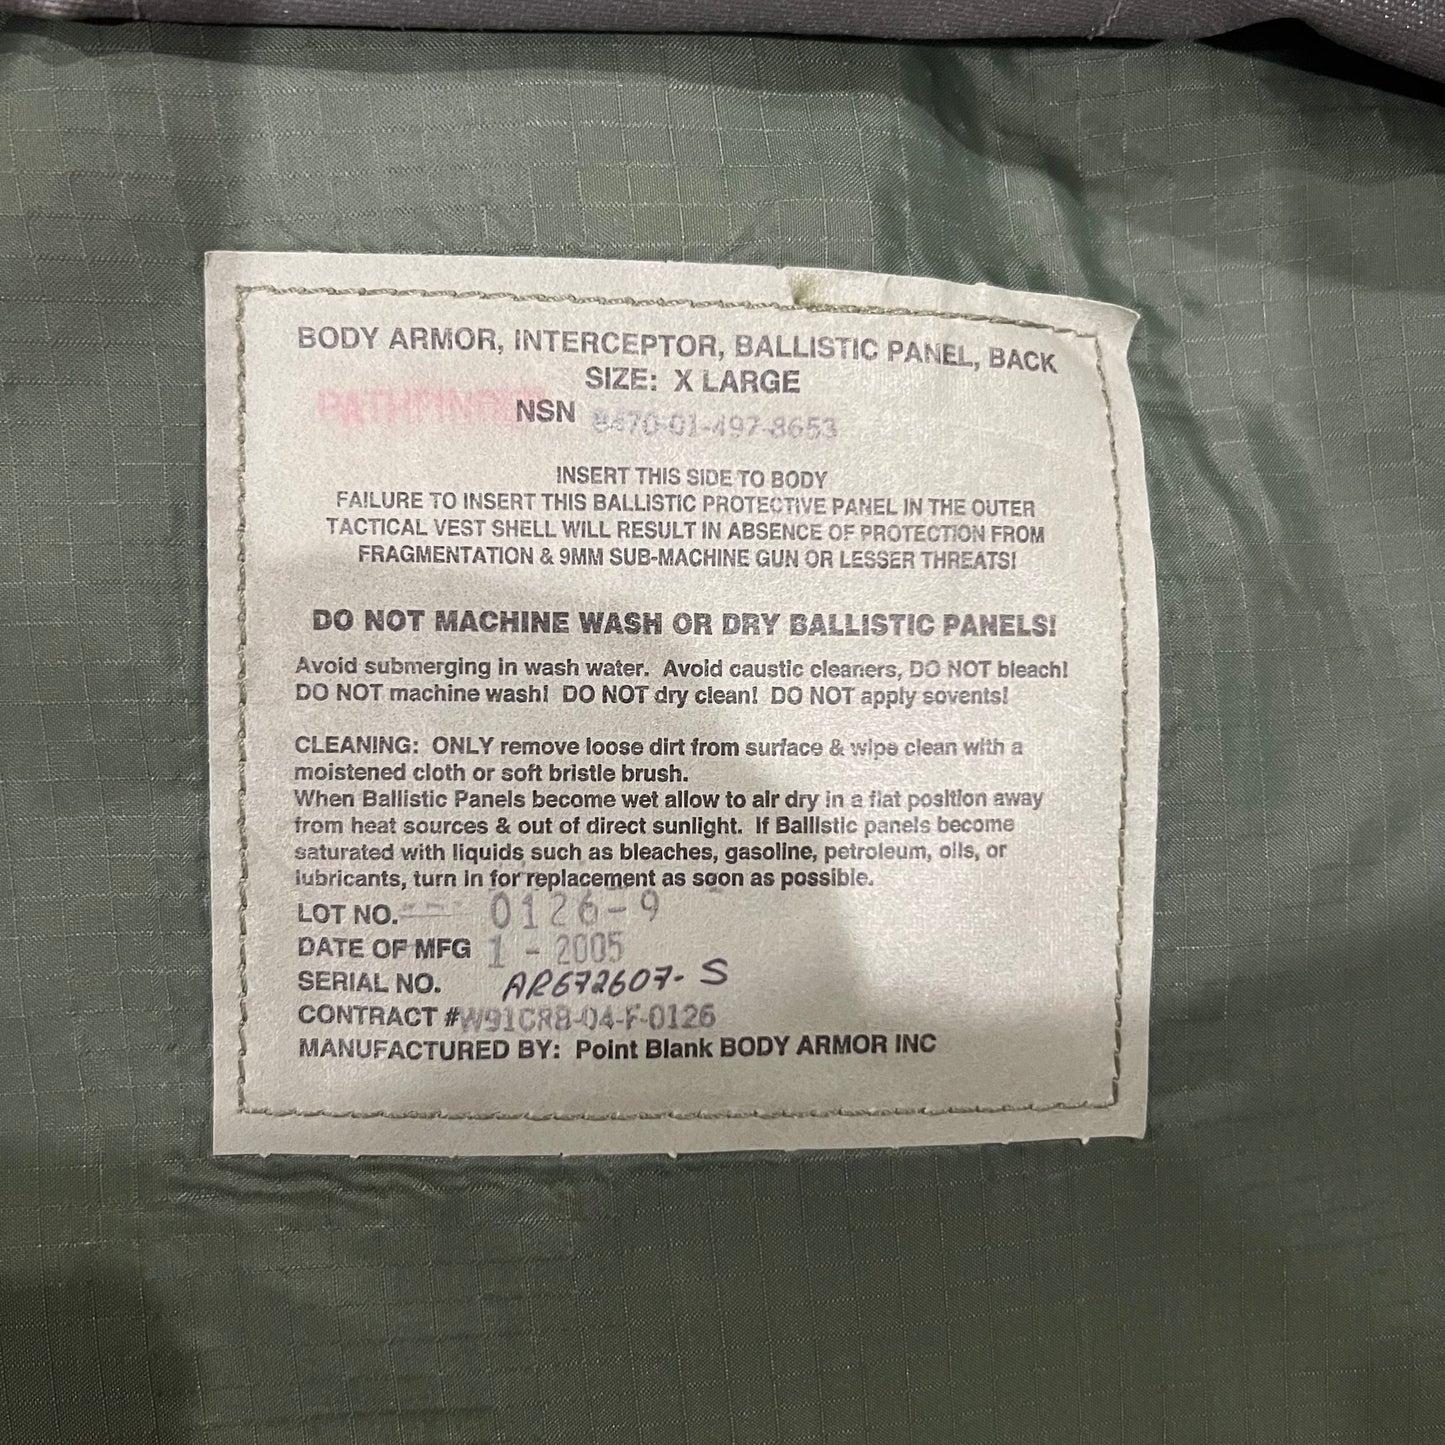 BODY ARMOR, INTERCEPTOR, BALLISTIC PANEL, BACK
SIZE: X LARGE
PATHFINDER NSN 8470-01-497-8653
INSERT THIS SIDE TO BODY
FAILURE TO INSERT THIS BALLISTIC PROTECTIVE PANEL IN THE OUTER
TACTICAL VEST SHELL WILL RESULT IN ABSENCE OF PROTECTION FROM
FRAGMENTATION & 9MM SUB-MACHINE GUN OR LESSER THREATS!
DO NOT MACHINE WASH OR DRY BALLISTIC PANELS!
Avoid submerging in wash water. Avoid caustic cleaners, DO NOT bleach!
DO NOT machine wash! DO NOT dry clean! DO NOT apply sovents!
CLEANING: ONLY remove loose dirt from surface & wipe clean with a
moistened cloth or soft bristle brush.
When Ballistic Panels become wet allow to air dry in a flat position away
from heat sources & out of direct sunlight. If Ballistic panels become
saturated with liquids such as bleaches, gasoline, petroleum, oils, or
lubricants, turn in for replacement as soon as possible.
LOT NO. 0126-9
DATE OF MFG 1 - 2005
SERIAL NO. AR672607-S
CONTRACT #W91CRB-04-F-0126
MANUFACTURED BY: Point Blank BODY ARMOR INC